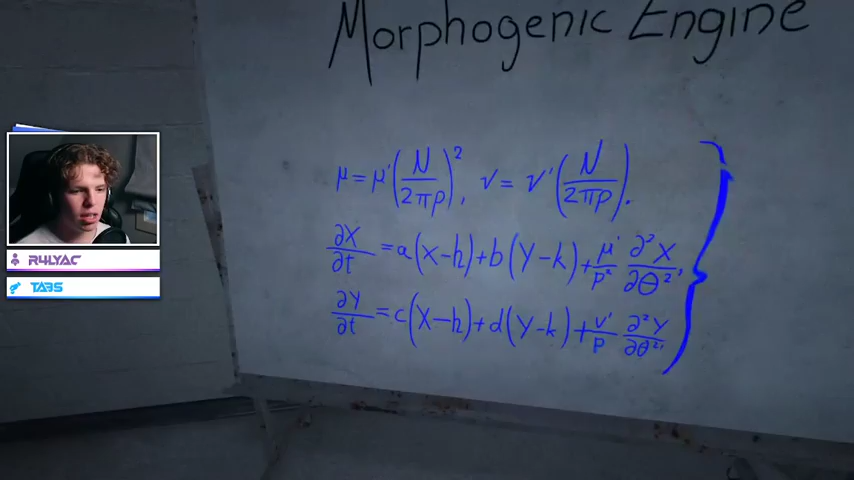 Morphogenic Engine
μ = μ'(N/2πρ)², ν = ν'(N/2πρ).
∂X/∂t = a(X-h)+b(Y-k)+μ'/ρ² ∂²X/∂θ²,
∂Y/∂t = c(X-h)+d(Y-k)+ν'/ρ ∂²Y/∂θ²,
R4LYAC
TABS